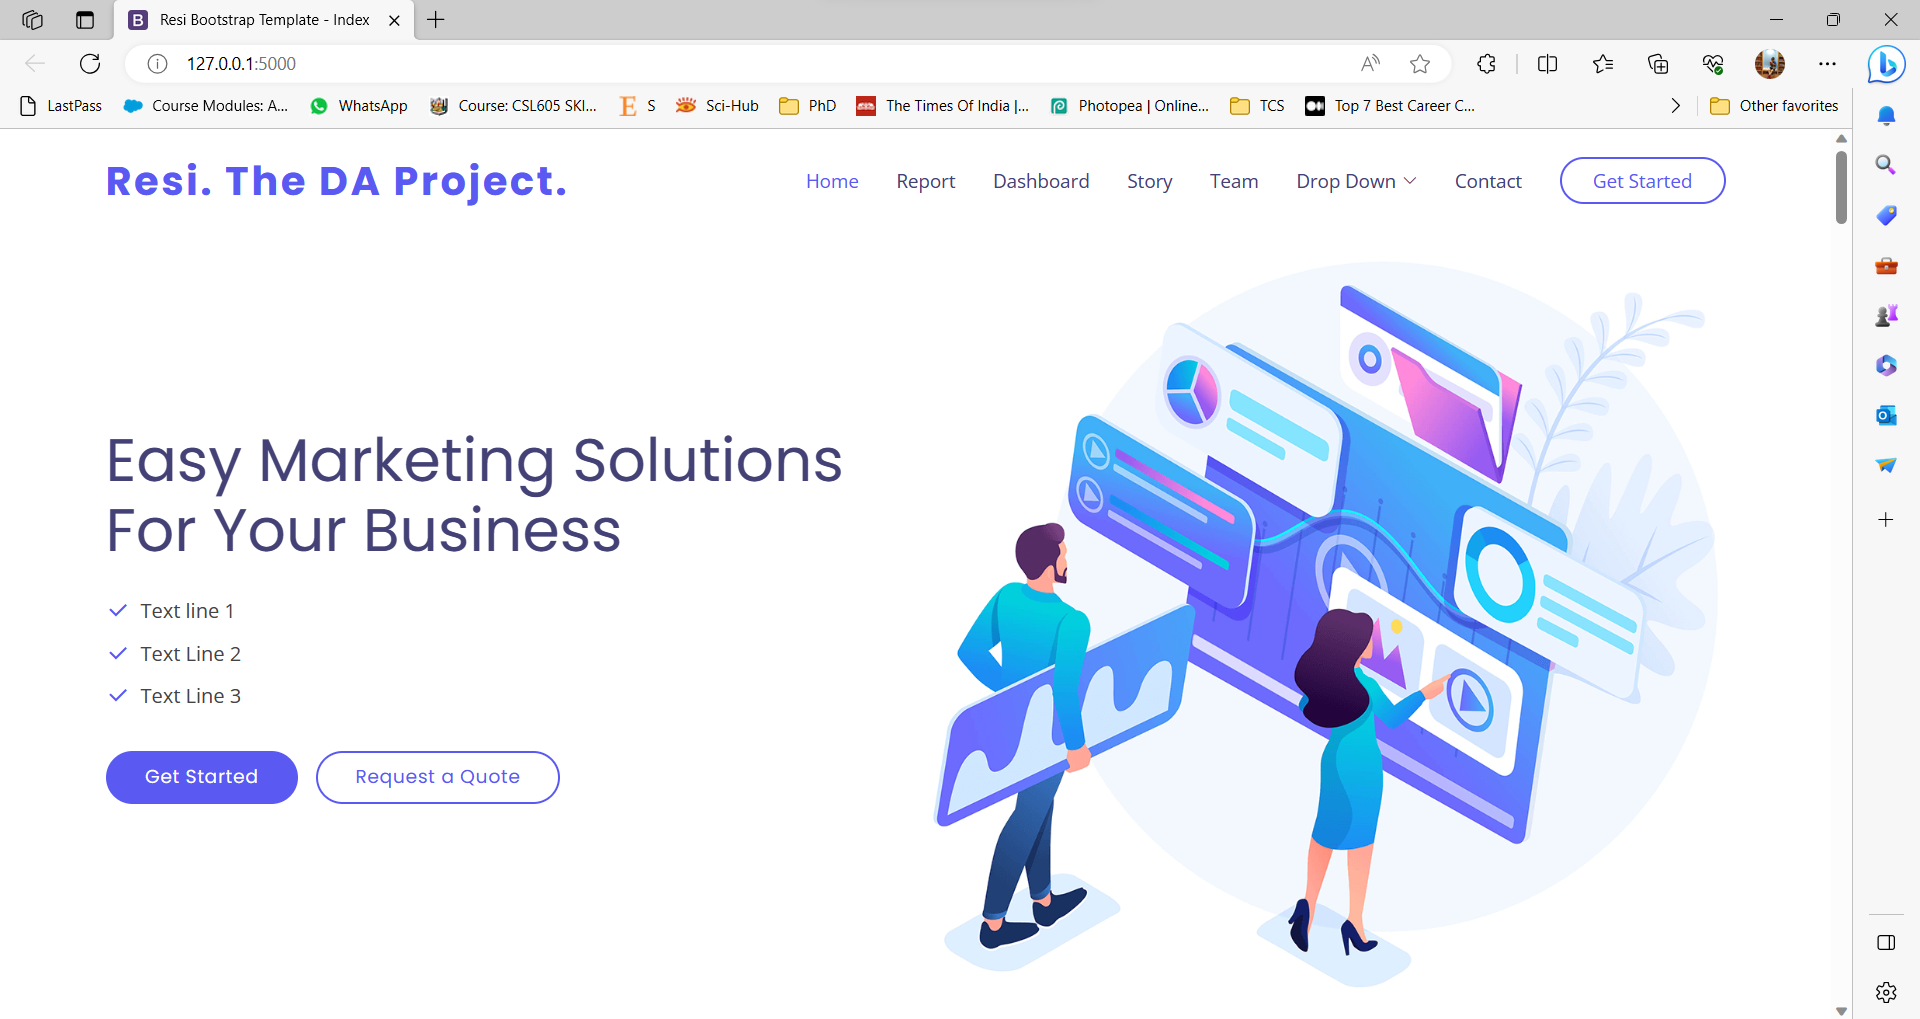 Resi Bootstrap Template - Index
127.0.0.1:5000
LastPass Course Modules: A... WhatsApp Course: CSL605 SKI... S Sci-Hub PhD The Times Of India |... Photopea | Online... TCS Top 7 Best Career C... Other favorites
Resi. The DA Project. Home Report Dashboard Story Team Drop Down Contact Get Started
Easy Marketing Solutions
For Your Business
Text line 1
Text Line 2
Text Line 3
Get Started Request a Quote